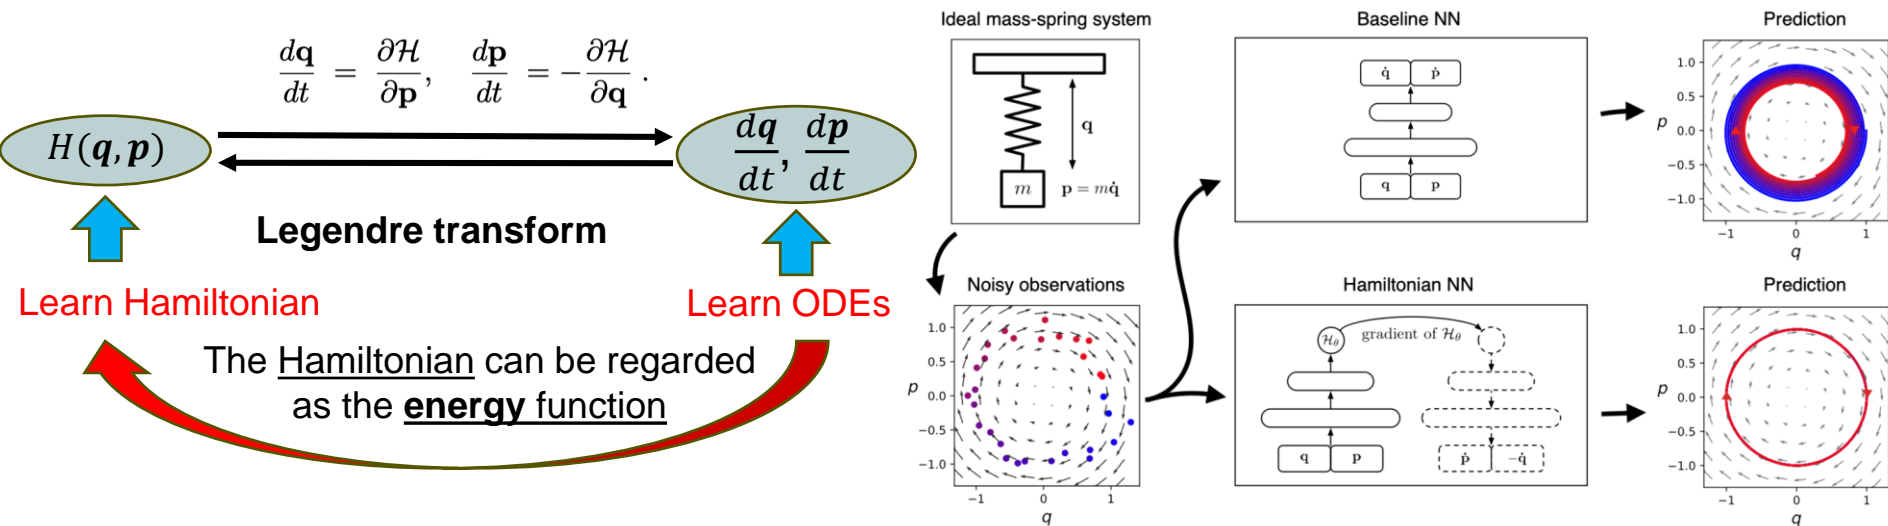 dq/dt = ∂ℋ/∂p, dp/dt = −∂ℋ/∂q .
H(q, p)
dq/dt, dp/dt
Legendre transform
Learn Hamiltonian
Learn ODEs
The Hamiltonian can be regarded
as the energy function
Ideal mass-spring system
q
m
p = mq̇
Noisy observations
p
1.0
0.5
0.0
−0.5
−1.0
−1 0 1
q
Baseline NN
q̇ ṗ
q p
Prediction
p
1.0
0.5
0.0
−0.5
−1.0
−1 0 1
q
Hamiltonian NN
ℋθ gradient of ℋθ
q p
ṗ −q̇
Prediction
p
1.0
0.5
0.0
−0.5
−1.0
−1 0 1
q